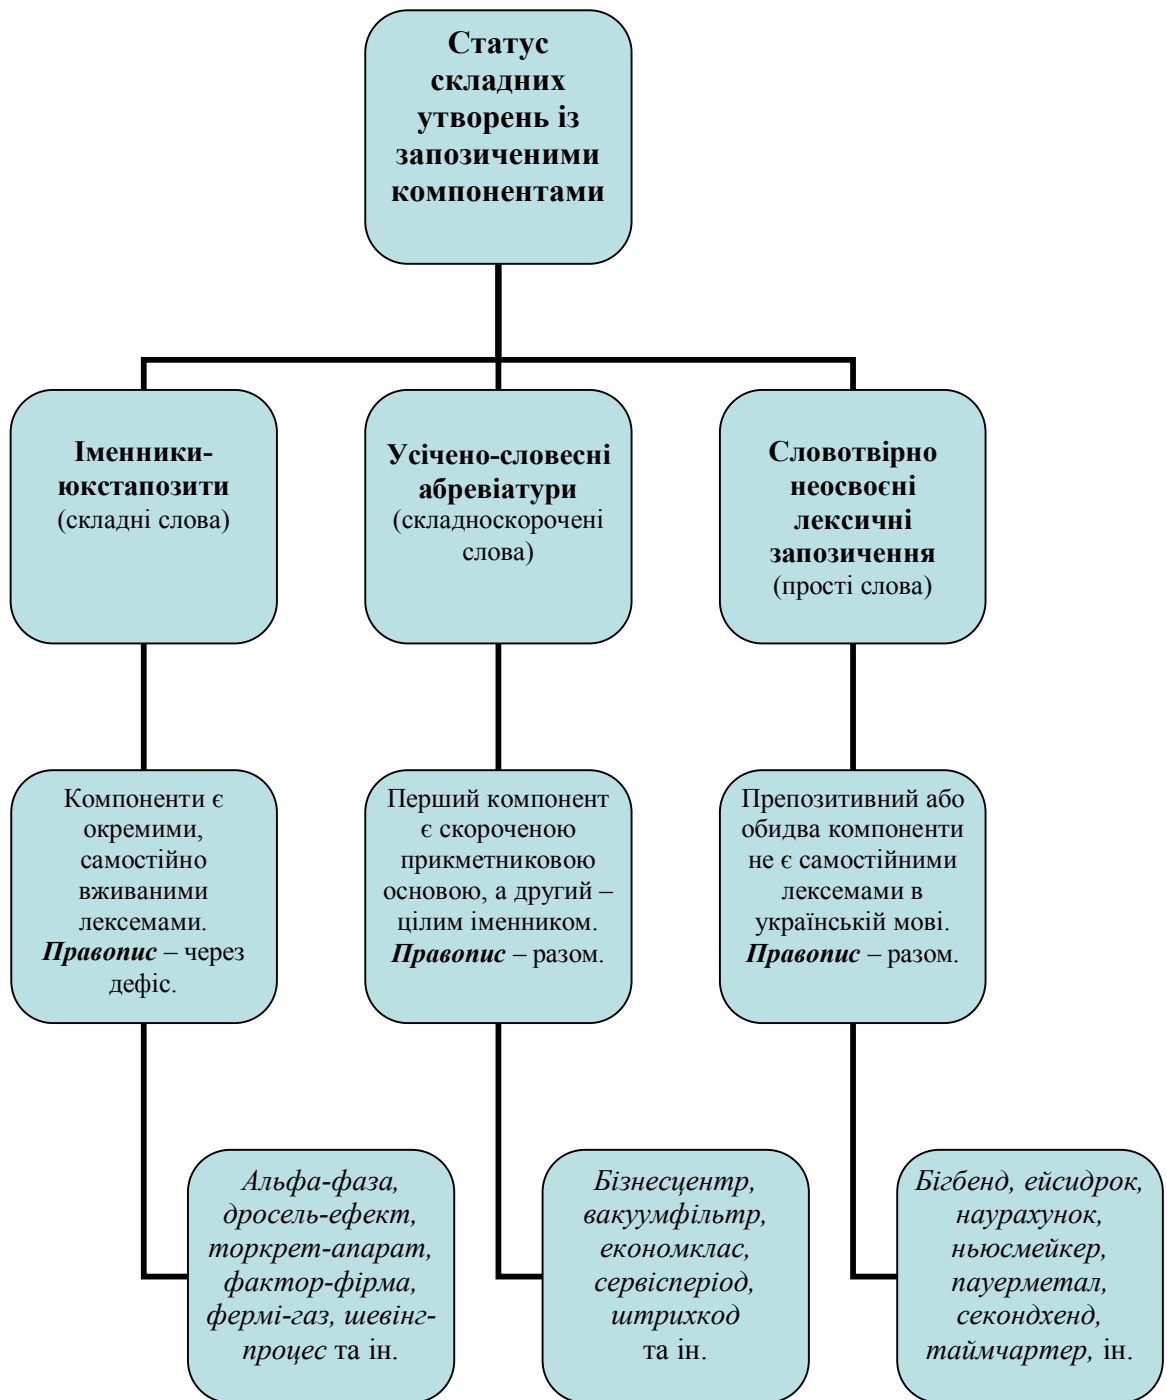 Статус
складних
утворень із
запозиченими
компонентами
Іменники-
юкстапозити
(складні слова)
Усічено-словесні
абревіатури
(складноскорочені
слова)
Словотвірно
неосвоєні
лексичні
запозичення
(прості слова)
Компоненти є
окремими,
самостійно
вживаними
лексемами.
Правопис – через
дефіс.
Перший компонент
є скороченою
прикметниковою
основою, а другий –
цілим іменником.
Правопис – разом.
Препозитивний або
обидва компоненти
не є самостійними
лексемами в
українській мові.
Правопис – разом.
Альфа-фаза,
дросель-ефект,
торкрет-апарат,
фактор-фірма,
фермі-газ, шевінг-
процес та ін.
Бізнесцентр,
вакуумфільтр,
економклас,
сервісперіод,
штрихкод
та ін.
Бігбенд, ейсидрок,
наурахунок,
ньюсмейкер,
пауерметал,
секондхенд,
таймчартер, ін.